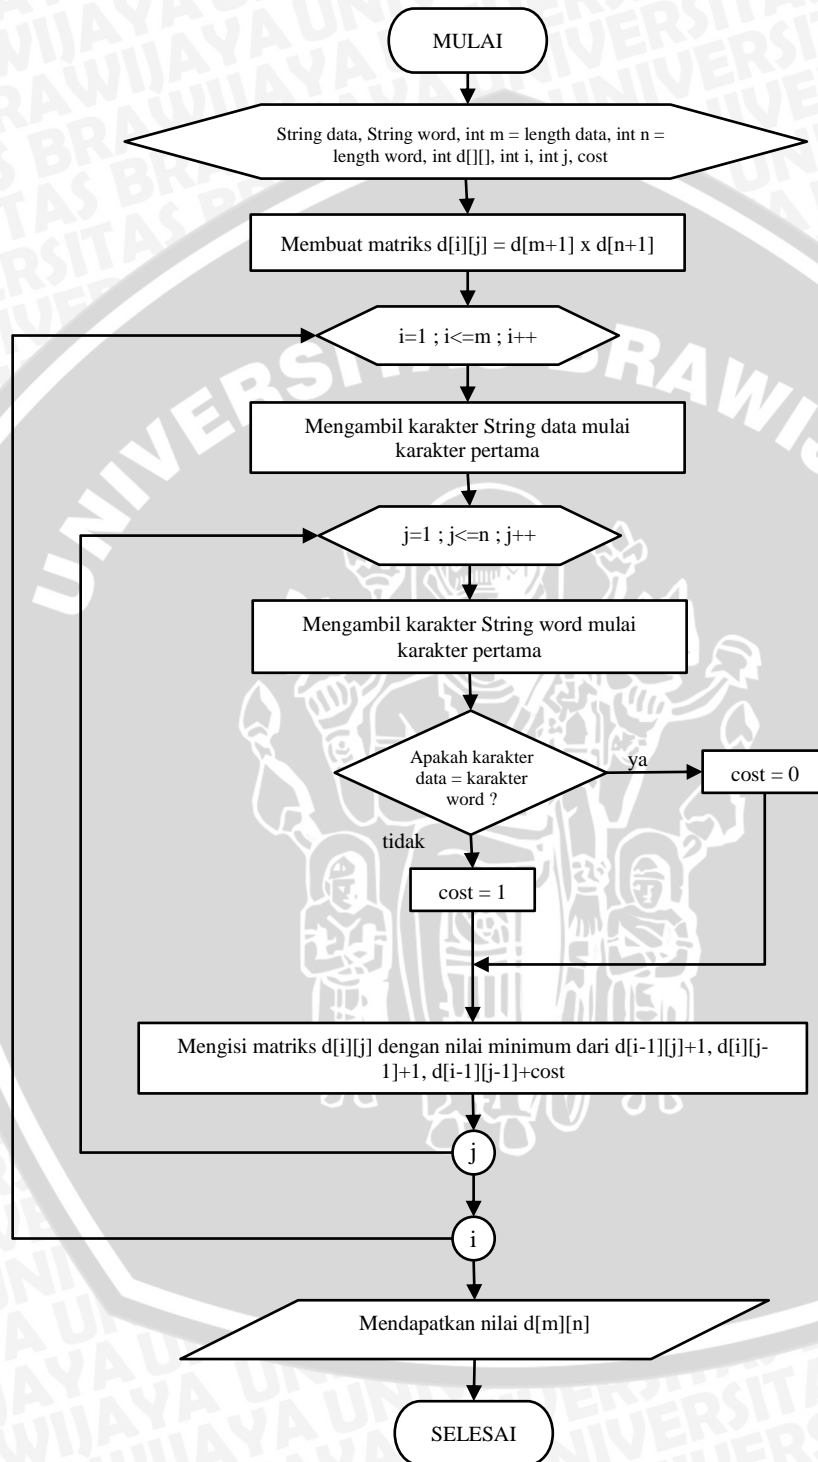 MULAI
String data, String word, int m = length data, int n =
length word, int d[][], int i, int j, cost
Membuat matriks d[i][j] = d[m+1] x d[n+1]
i=1 ; i<=m ; i++
Mengambil karakter String data mulai
karakter pertama
j=1 ; j<=n ; j++
Mengambil karakter String word mulai
karakter pertama
Apakah karakter
data = karakter
word ?
ya
cost = 0
tidak
cost = 1
Mengisi matriks d[i][j] dengan nilai minimum dari d[i-1][j]+1, d[i][j-
1]+1, d[i-1][j-1]+cost
j
i
Mendapatkan nilai d[m][n]
SELESAI